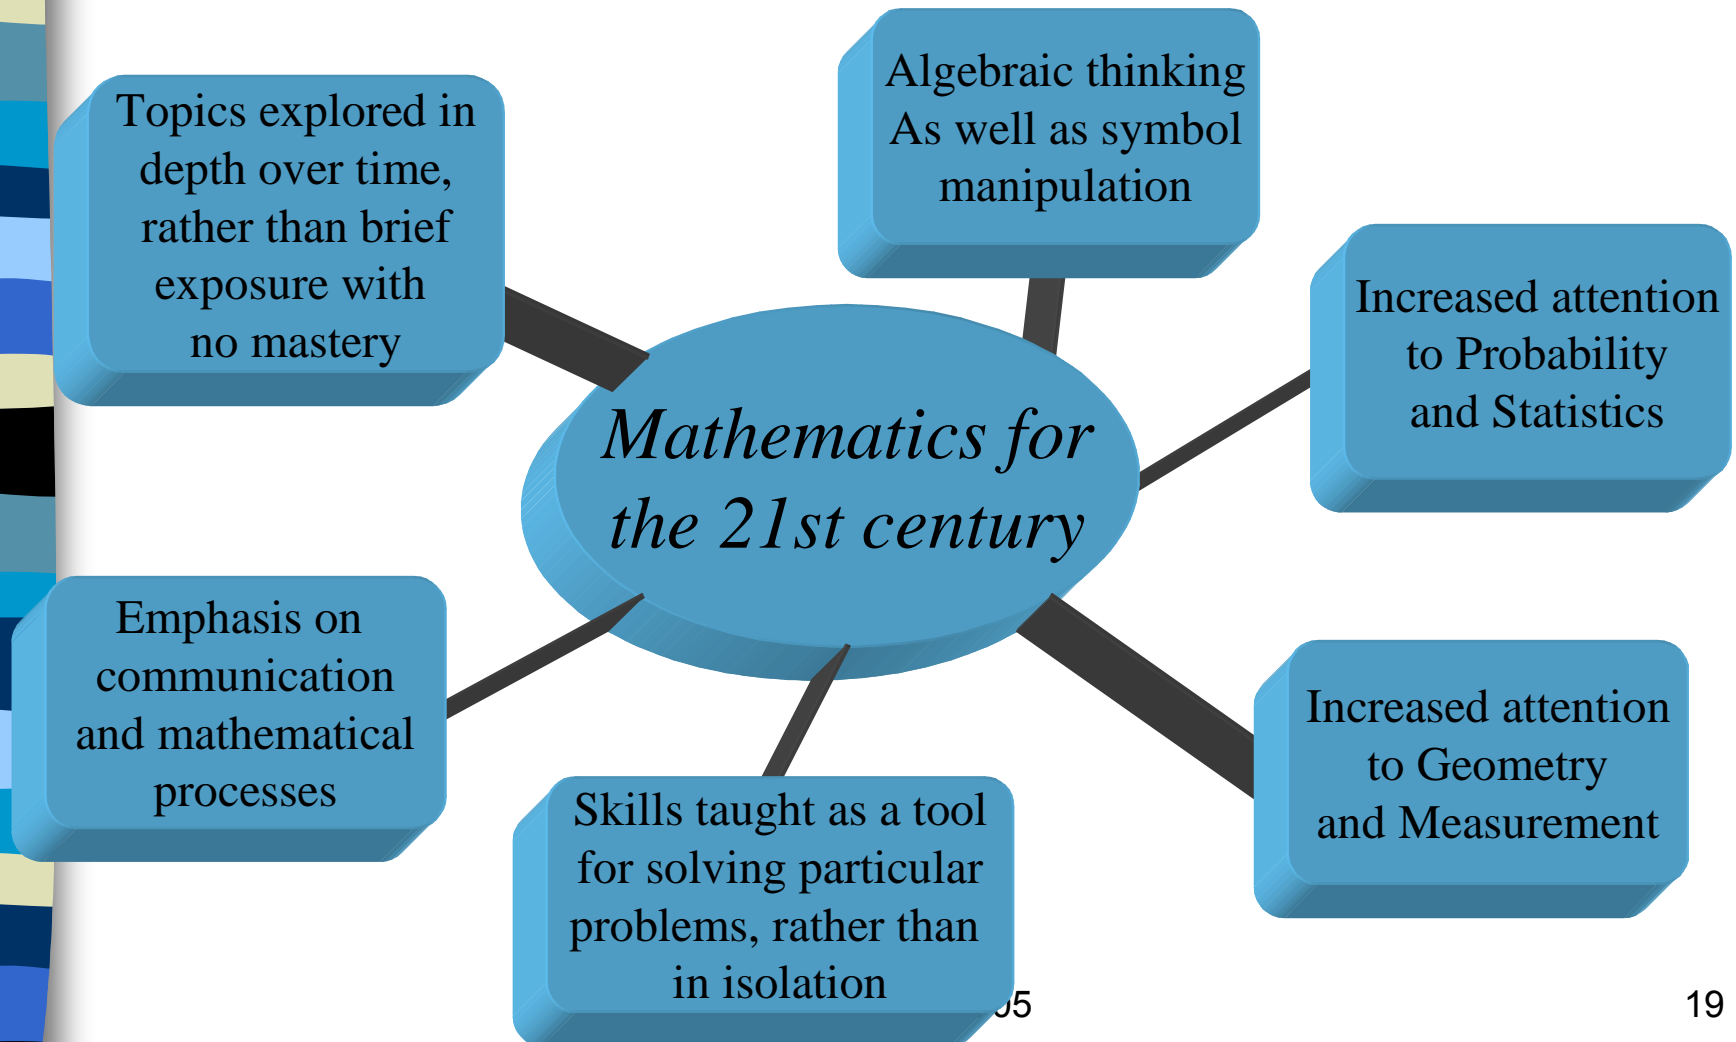 Topics explored in
depth over time,
rather than brief
exposure with
no mastery
Algebraic thinking
As well as symbol
manipulation
Increased attention
to Probability
and Statistics
Mathematics for
the 21st century
Emphasis on
communication
and mathematical
processes
Skills taught as a tool
for solving particular
problems, rather than
in isolation
Increased attention
to Geometry
and Measurement
19